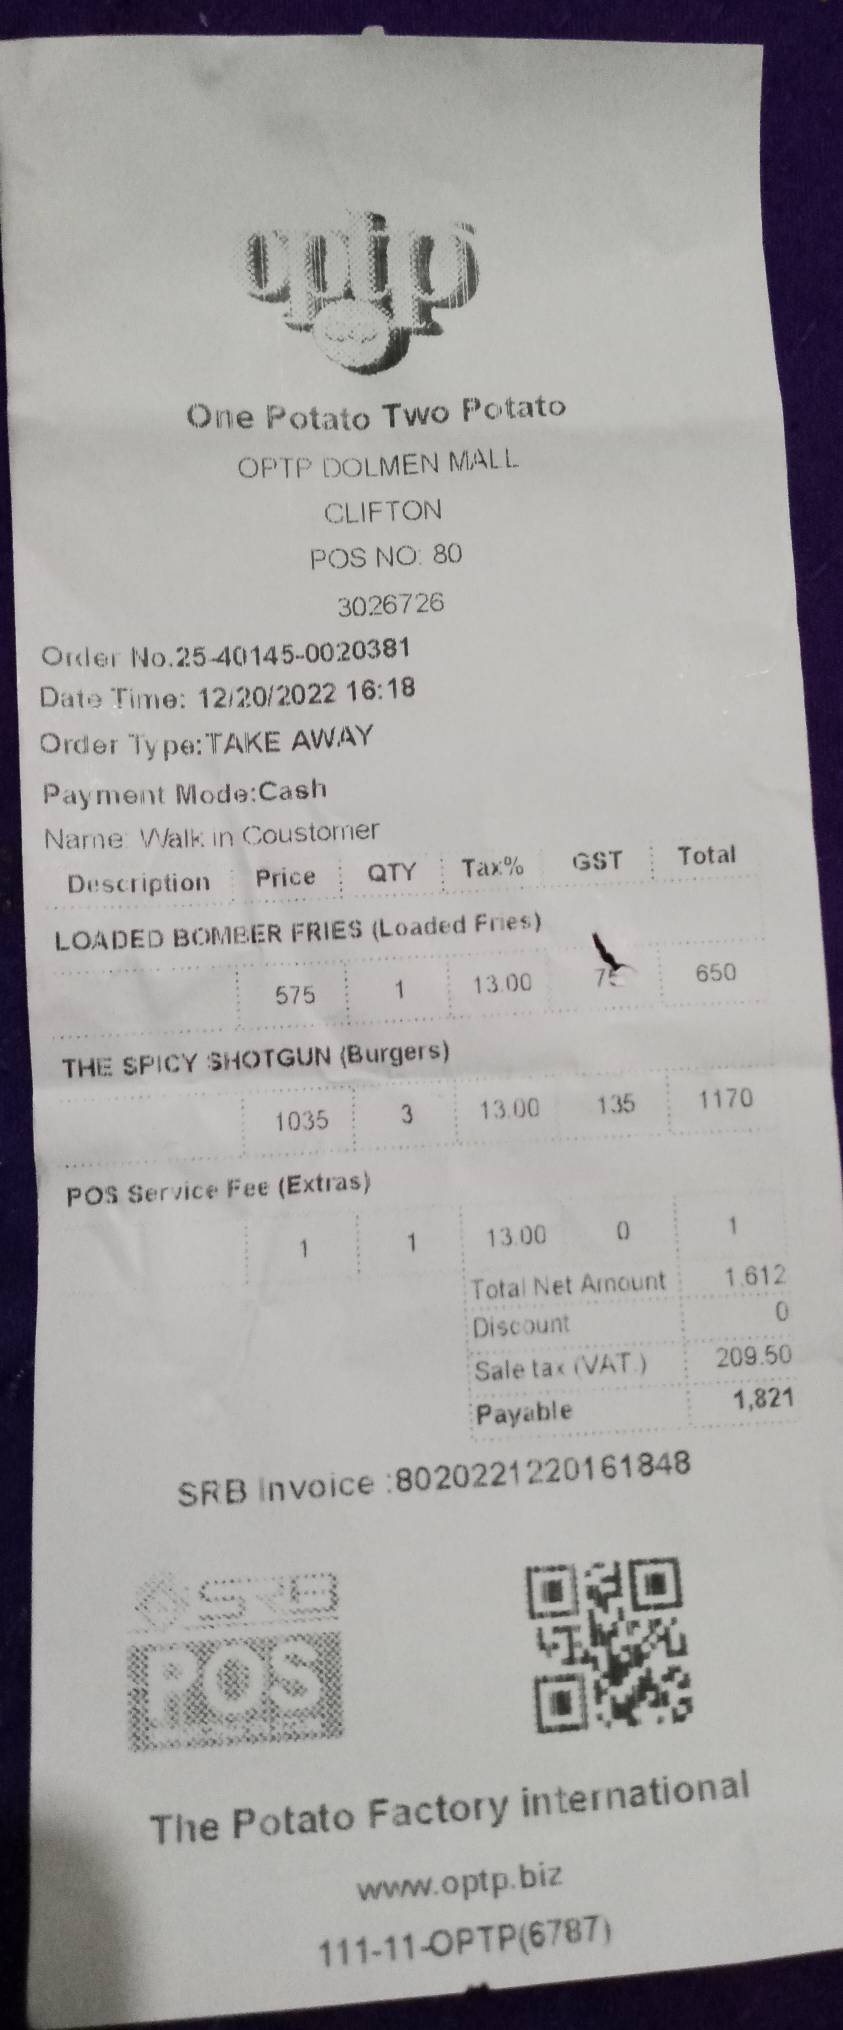 optp
One Potato Two Potato
OPTP DOLMEN MALL
CLIFTON
POS NO: 80
3026726
Order No.25-40145-0020381
Date Time: 12/20/2022 16:18
Order Type:TAKE AWAY
Payment Mode:Cash
Name: Walk in Coustomer
Description Price QTY Tax% GST Total
LOADED BOMBER FRIES (Loaded Fries)
575 1 13.00 75 650
THE SPICY SHOTGUN (Burgers)
1035 3 13.00 135 1170
POS Service Fee (Extras)
1 1 13.00 0 1
Total Net Amount 1,612
Discount 0
Sale tax (VAT.) 209.50
Payable 1,821
SRB Invoice :8020221220161848
SRB
POS
The Potato Factory international
www.optp.biz
111-11-OPTP(6787)